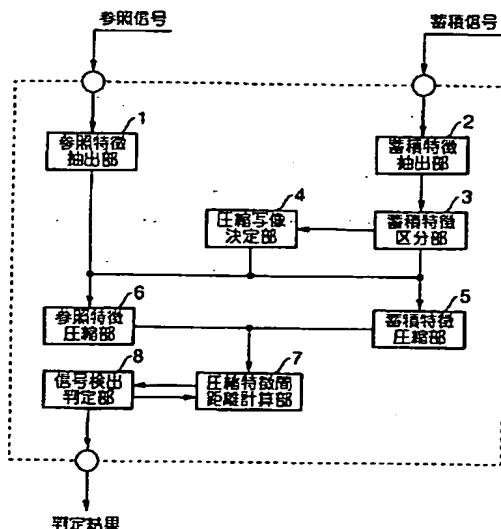 参照信号
蓄積信号
1
参照特徴
抽出部
2
蓄積特徴
抽出部
4
圧縮写像
決定部
3
蓄積特徴
区分部
6
参照特徴
圧縮部
5
蓄積特徴
圧縮部
8
信号検出
判定部
7
圧縮特徴間
距離計算部
判定結果